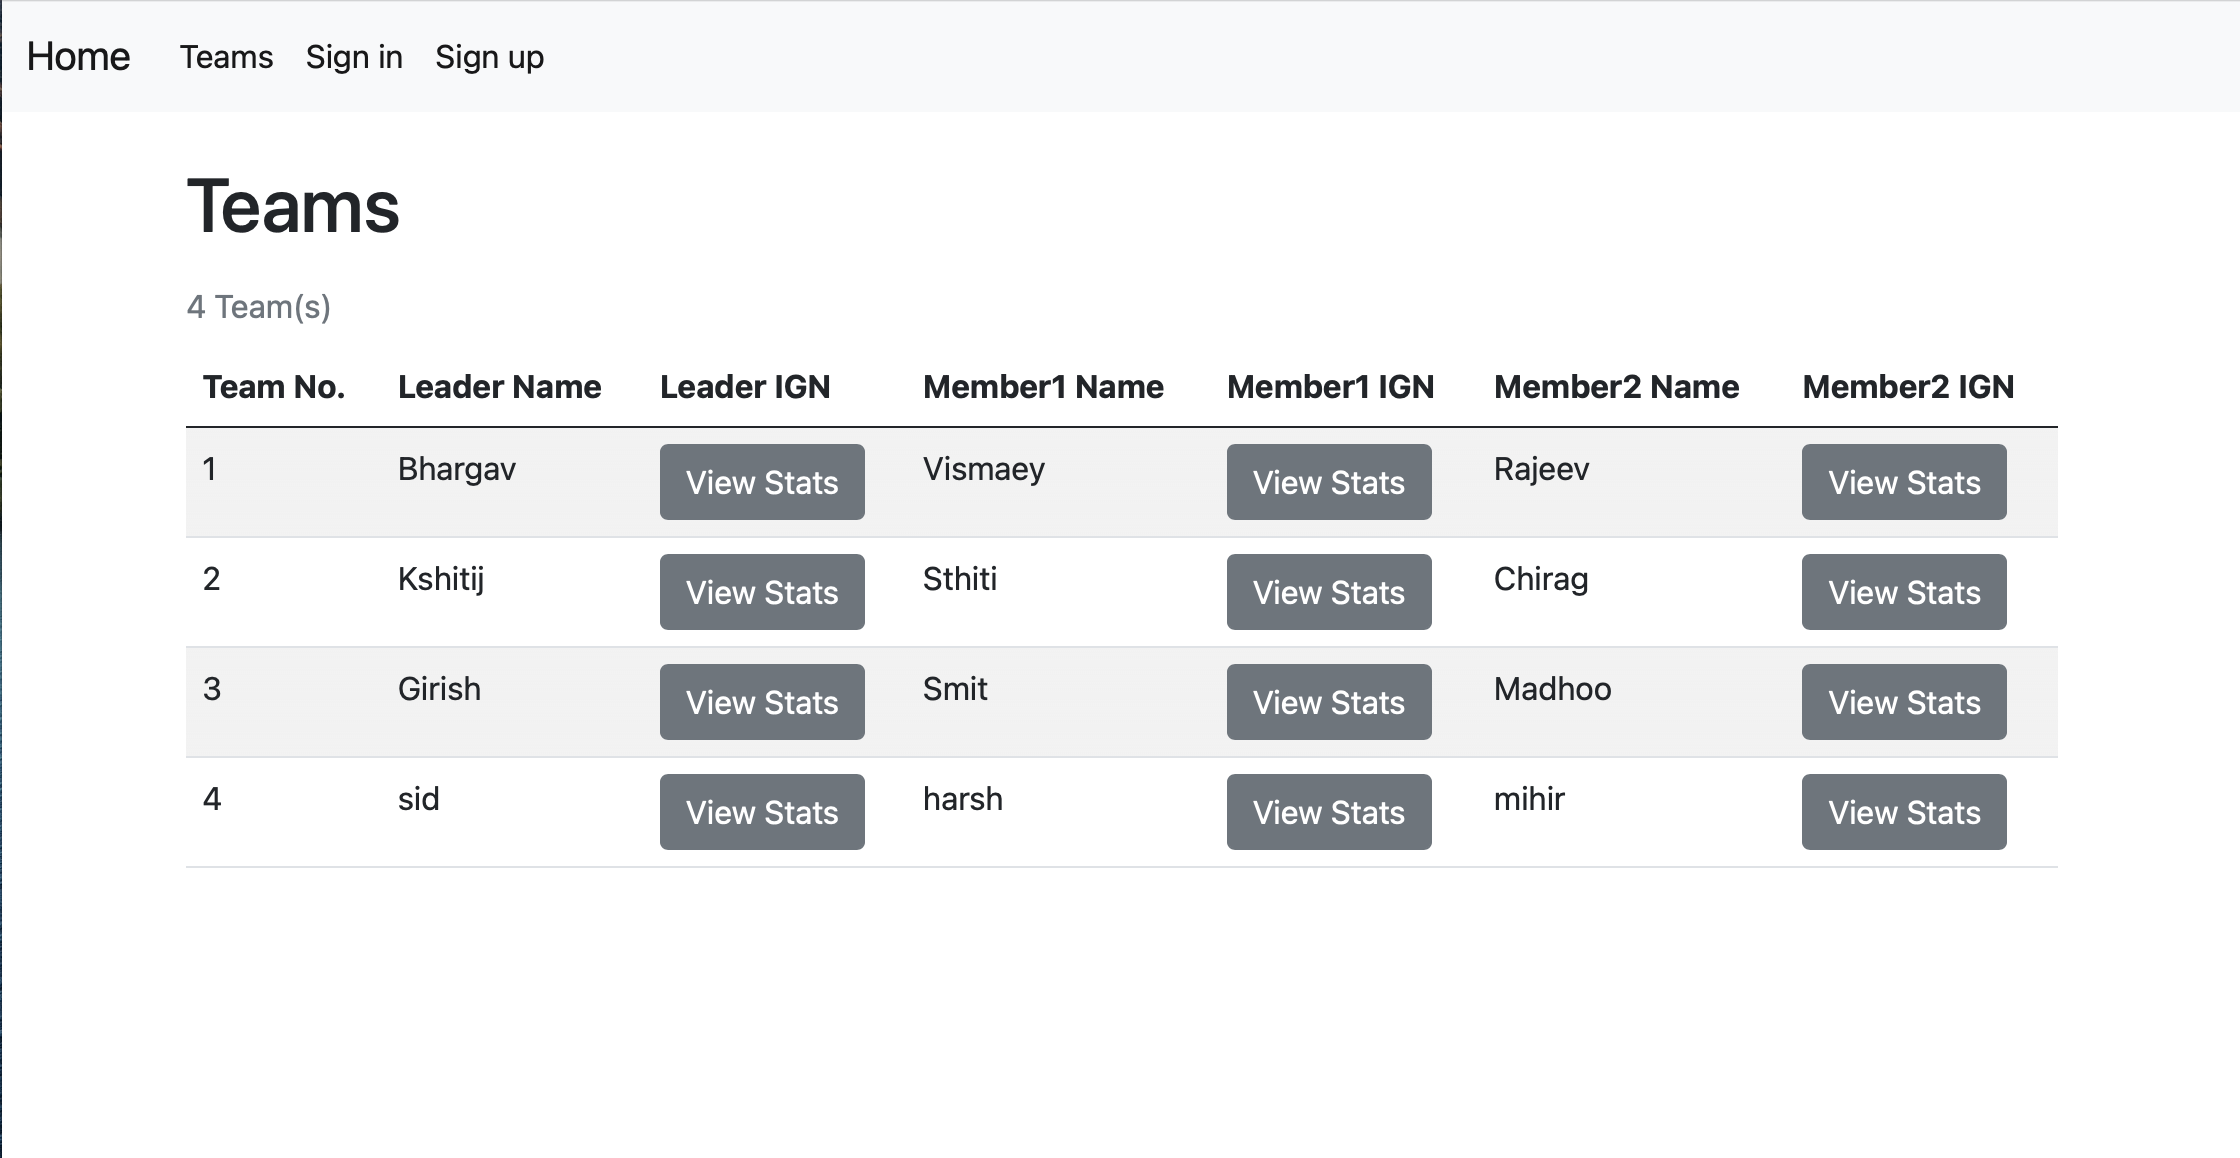 Home Teams Sign in Sign up
Teams
4 Team(s)
Team No. Leader Name Leader IGN Member1 Name Member1 IGN Member2 Name Member2 IGN
1 Bhargav View Stats Vismaey View Stats Rajeev View Stats
2 Kshitij View Stats Sthiti View Stats Chirag View Stats
3 Girish View Stats Smit View Stats Madhoo View Stats
4 sid View Stats harsh View Stats mihir View Stats